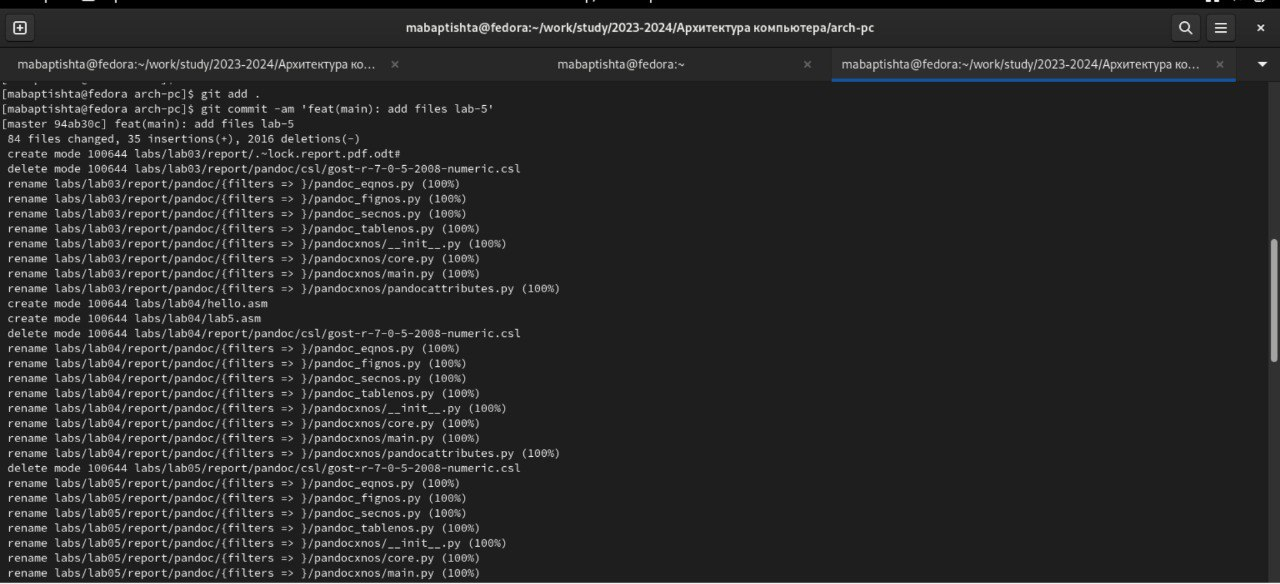 mabaptishta@fedora:~/work/study/2023-2024/Архитектура компьютера/arch-pc
mabaptishta@fedora:~/work/study/2023-2024/Архитектура ко...
mabaptishta@fedora:~
mabaptishta@fedora:~/work/study/2023-2024/Архитектура ко...
[mabaptishta@fedora arch-pc]$ git add .
[mabaptishta@fedora arch-pc]$ git commit -am 'feat(main): add files lab-5'
[master 94ab30c] feat(main): add files lab-5
84 files changed, 35 insertions(+), 2016 deletions(-)
create mode 100644 labs/lab03/report/.~lock.report.pdf.odt#
delete mode 100644 labs/lab03/report/pandoc/csl/gost-r-7-0-5-2008-numeric.csl
rename labs/lab03/report/pandoc/{filters => }/pandoc_eqnos.py (100%)
rename labs/lab03/report/pandoc/{filters => }/pandoc_fignos.py (100%)
rename labs/lab03/report/pandoc/{filters => }/pandoc_secnos.py (100%)
rename labs/lab03/report/pandoc/{filters => }/pandoc_tablenos.py (100%)
rename labs/lab03/report/pandoc/{filters => }/pandocxnos/__init__.py (100%)
rename labs/lab03/report/pandoc/{filters => }/pandocxnos/core.py (100%)
rename labs/lab03/report/pandoc/{filters => }/pandocxnos/main.py (100%)
rename labs/lab03/report/pandoc/{filters => }/pandocxnos/pandocattributes.py (100%)
create mode 100644 labs/lab04/hello.asm
create mode 100644 labs/lab04/lab5.asm
delete mode 100644 labs/lab04/report/pandoc/csl/gost-r-7-0-5-2008-numeric.csl
rename labs/lab04/report/pandoc/{filters => }/pandoc_eqnos.py (100%)
rename labs/lab04/report/pandoc/{filters => }/pandoc_fignos.py (100%)
rename labs/lab04/report/pandoc/{filters => }/pandoc_secnos.py (100%)
rename labs/lab04/report/pandoc/{filters => }/pandoc_tablenos.py (100%)
rename labs/lab04/report/pandoc/{filters => }/pandocxnos/__init__.py (100%)
rename labs/lab04/report/pandoc/{filters => }/pandocxnos/core.py (100%)
rename labs/lab04/report/pandoc/{filters => }/pandocxnos/main.py (100%)
rename labs/lab04/report/pandoc/{filters => }/pandocxnos/pandocattributes.py (100%)
delete mode 100644 labs/lab05/report/pandoc/csl/gost-r-7-0-5-2008-numeric.csl
rename labs/lab05/report/pandoc/{filters => }/pandoc_eqnos.py (100%)
rename labs/lab05/report/pandoc/{filters => }/pandoc_fignos.py (100%)
rename labs/lab05/report/pandoc/{filters => }/pandoc_secnos.py (100%)
rename labs/lab05/report/pandoc/{filters => }/pandoc_tablenos.py (100%)
rename labs/lab05/report/pandoc/{filters => }/pandocxnos/__init__.py (100%)
rename labs/lab05/report/pandoc/{filters => }/pandocxnos/core.py (100%)
rename labs/lab05/report/pandoc/{filters => }/pandocxnos/main.py (100%)